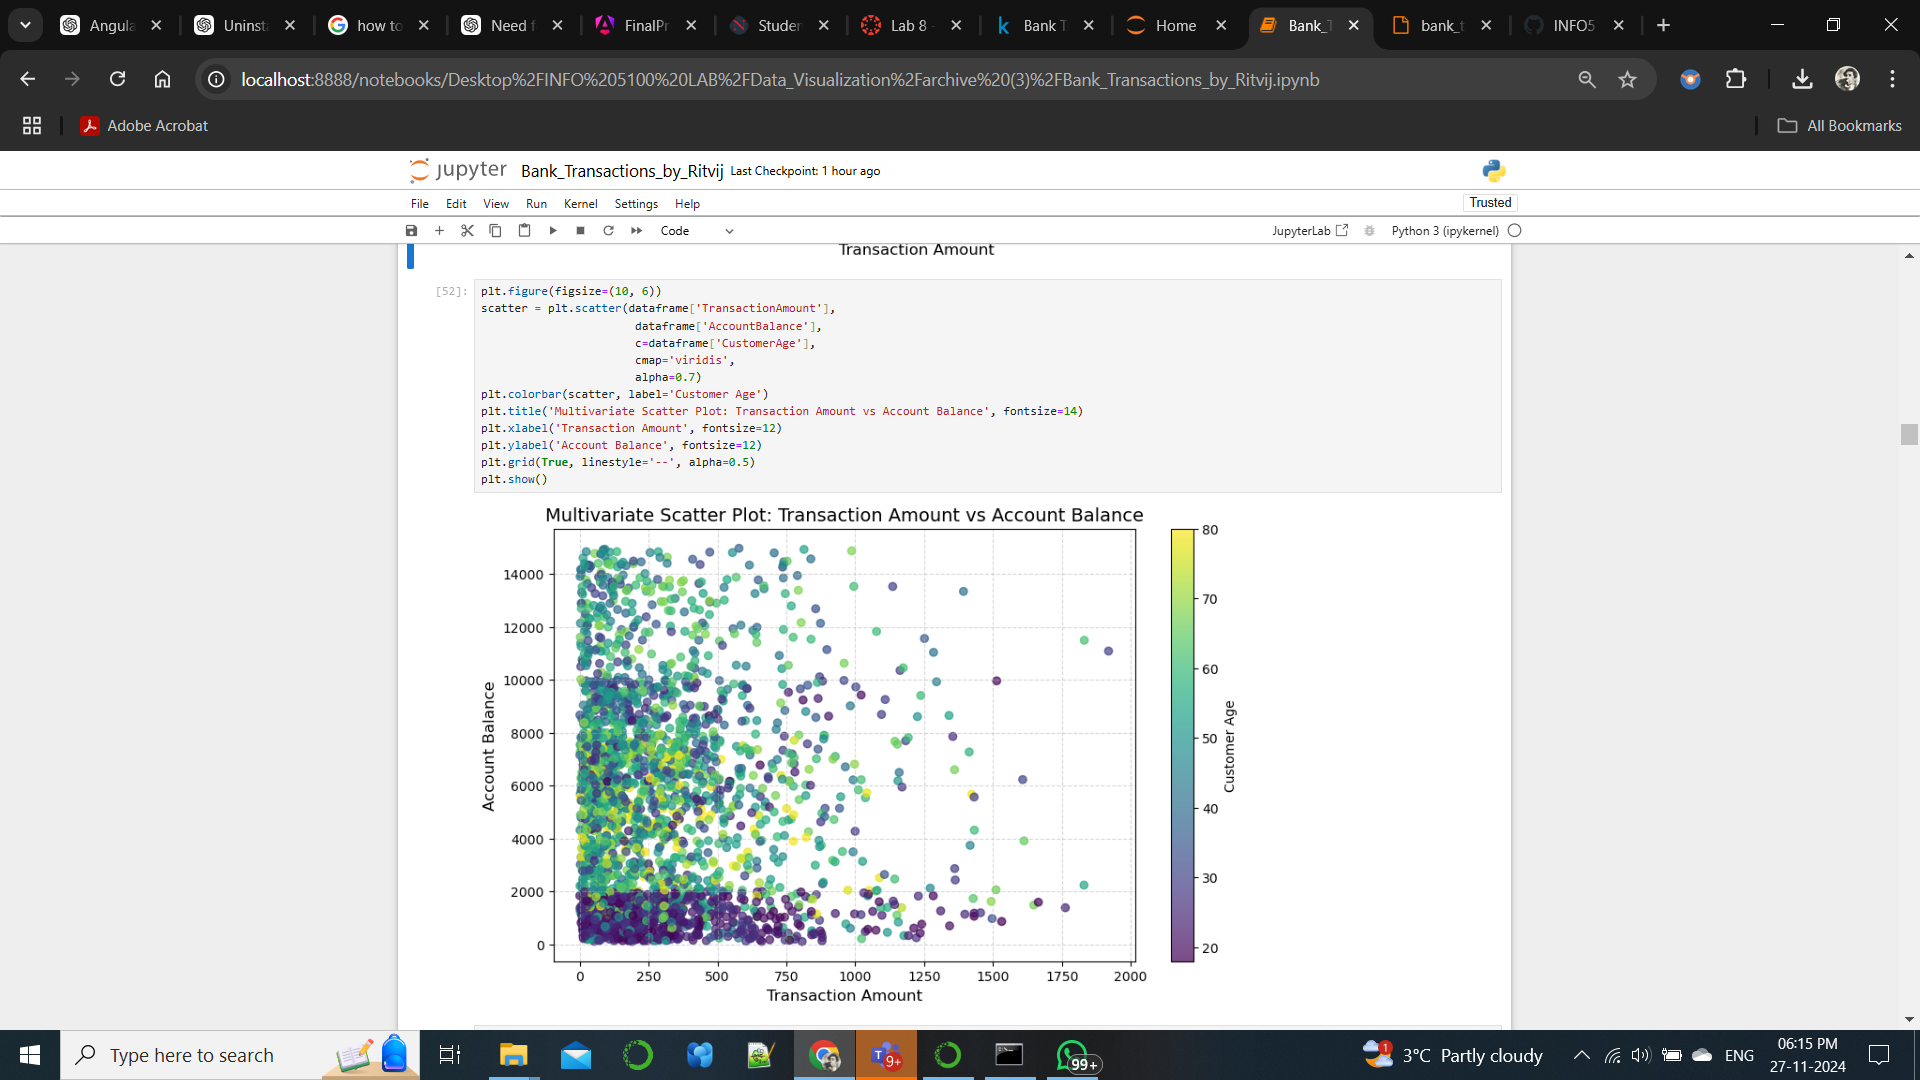 Angula
Uninst
how to
Need f
FinalPr
Studen
Lab 8 -
Bank T
Home
Bank_T
bank_t
INFO5
localhost:8888/notebooks/Desktop%2FINFO%205100%20LAB%2FData_Visualization%2Farchive%20(3)%2FBank_Transactions_by_Ritvij.ipynb
Adobe Acrobat
All Bookmarks
jupyter Bank_Transactions_by_Ritvij Last Checkpoint: 1 hour ago
File Edit View Run Kernel Settings Help
Trusted
Code
JupyterLab
Python 3 (ipykernel)
Transaction Amount
[52]:
plt.figure(figsize=(10, 6))
scatter = plt.scatter(dataframe['TransactionAmount'],
dataframe['AccountBalance'],
c=dataframe['CustomerAge'],
cmap='viridis',
alpha=0.7)
plt.colorbar(scatter, label='Customer Age')
plt.title('Multivariate Scatter Plot: Transaction Amount vs Account Balance', fontsize=14)
plt.xlabel('Transaction Amount', fontsize=12)
plt.ylabel('Account Balance', fontsize=12)
plt.grid(True, linestyle='--', alpha=0.5)
plt.show()
Multivariate Scatter Plot: Transaction Amount vs Account Balance
14000
12000
10000
8000
6000
4000
2000
0
Account Balance
0 250 500 750 1000 1250 1500 1750 2000
Transaction Amount
80
70
60
50
40
30
20
Customer Age
Type here to search
9+
99+
1
3°C Partly cloudy
ENG
06:15 PM
27-11-2024